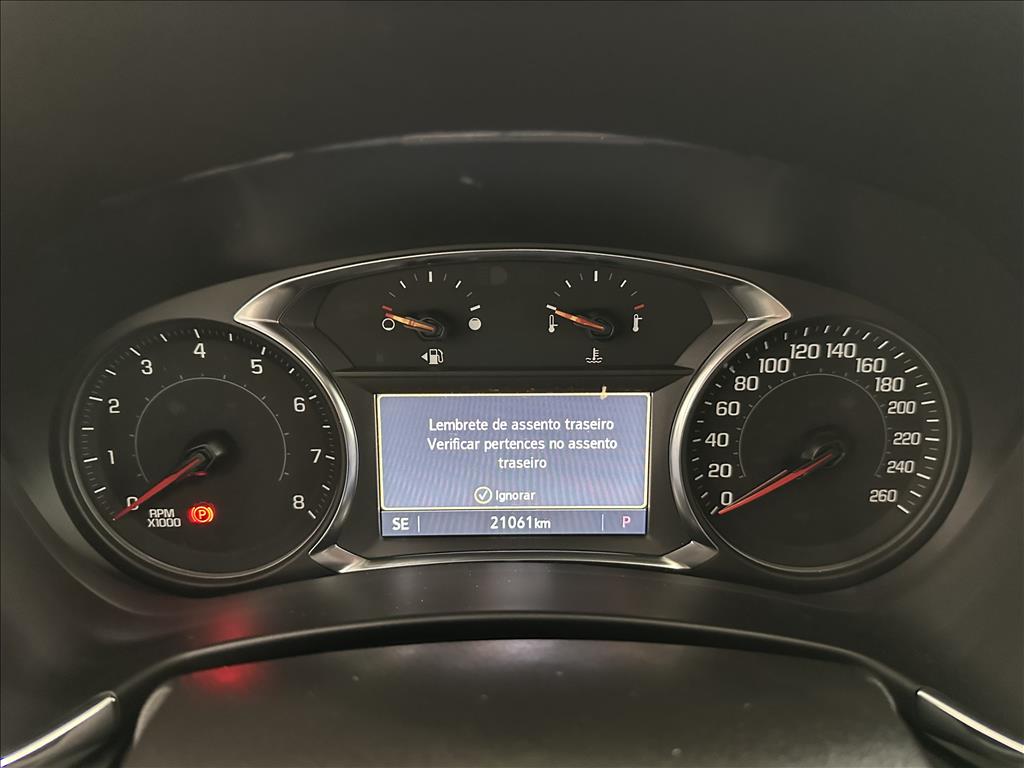 0
1
2
3
4
5
6
7
8
RPM
X1000
P
Lembrete de assento traseiro
Verificar pertences no assento
traseiro
Ignorar
SE
21061km
P
0
20
40
60
80
100
120
140
160
180
200
220
240
260